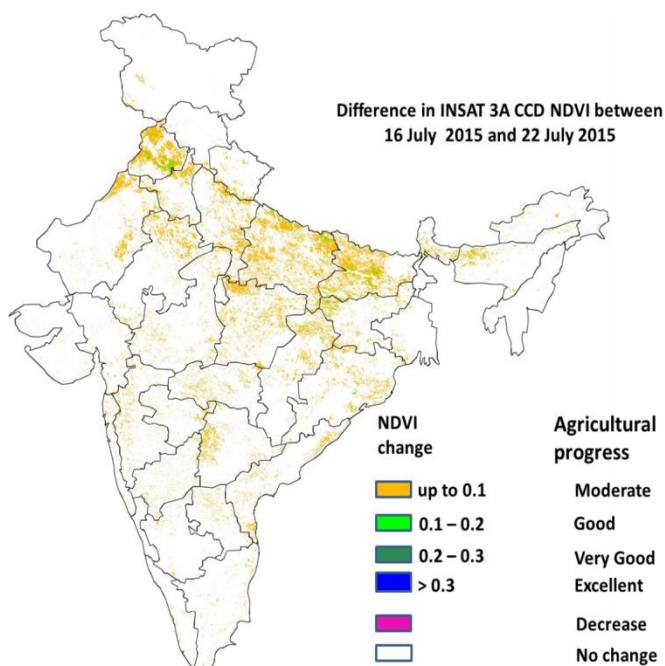 Difference in INSAT 3A CCD NDVI between
16 July 2015 and 22 July 2015
NDVI change
Agricultural progress
up to 0.1 Moderate
0.1 – 0.2 Good
0.2 – 0.3 Very Good
> 0.3 Excellent
Decrease
No change